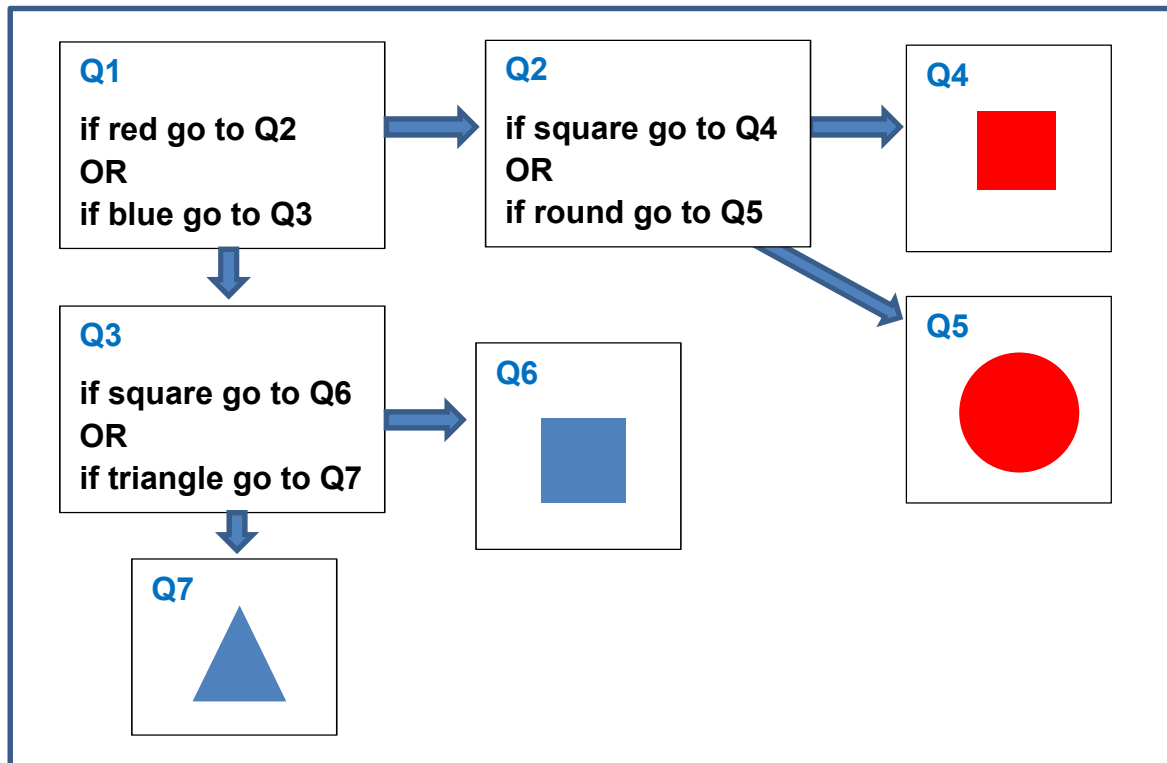 Q1
if red go to Q2
OR
if blue go to Q3
Q2
if square go to Q4
OR
if round go to Q5
Q4
Q3
if square go to Q6
OR
if triangle go to Q7
Q6
Q5
Q7